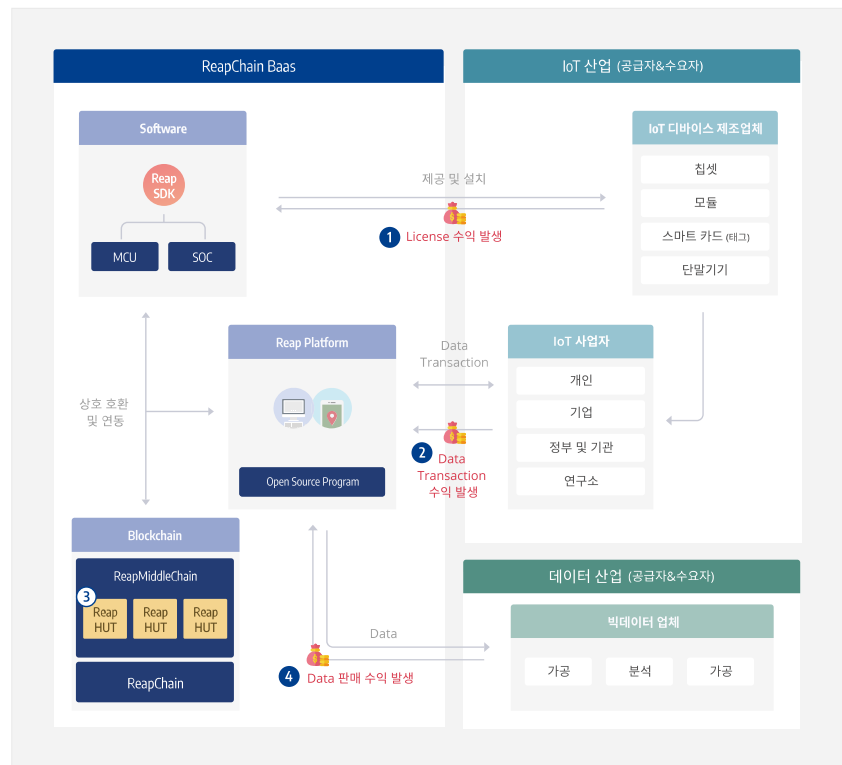 ReapChain Baas
Software
Reap
SDK
MCU
SOC
상호 호환
및 연동
Reap Platform
Open Source Program
Blockchain
ReapMiddleChain
3
Reap
HUT
Reap
HUT
Reap
HUT
ReapChain
제공 및 설치
1 License 수익 발생
Data
Transaction
2 Data
Transaction
수익 발생
Data
4 Data 판매 수익 발생
IoT 산업 (공급자&수요자)
IoT 디바이스 제조업체
칩셋
모듈
스마트 카드 (태그)
단말기기
IoT 사업자
개인
기업
정부 및 기관
연구소
데이터 산업 (공급자&수요자)
빅데이터 업체
가공
분석
가공